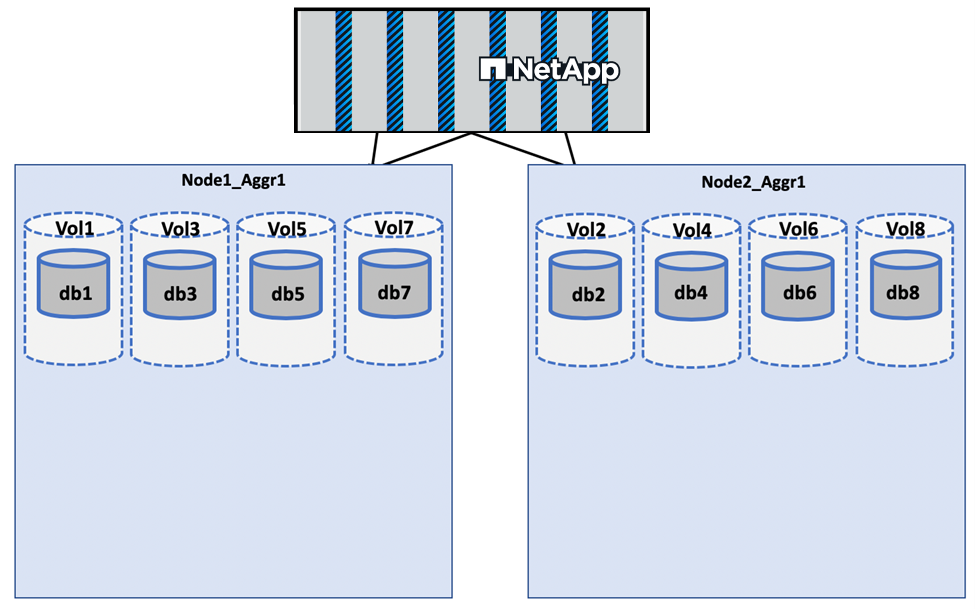 NetApp
Node1_Aggr1
Vol1 Vol3 Vol5 Vol7
db1 db3 db5 db7
Node2_Aggr1
Vol2 Vol4 Vol6 Vol8
db2 db4 db6 db8